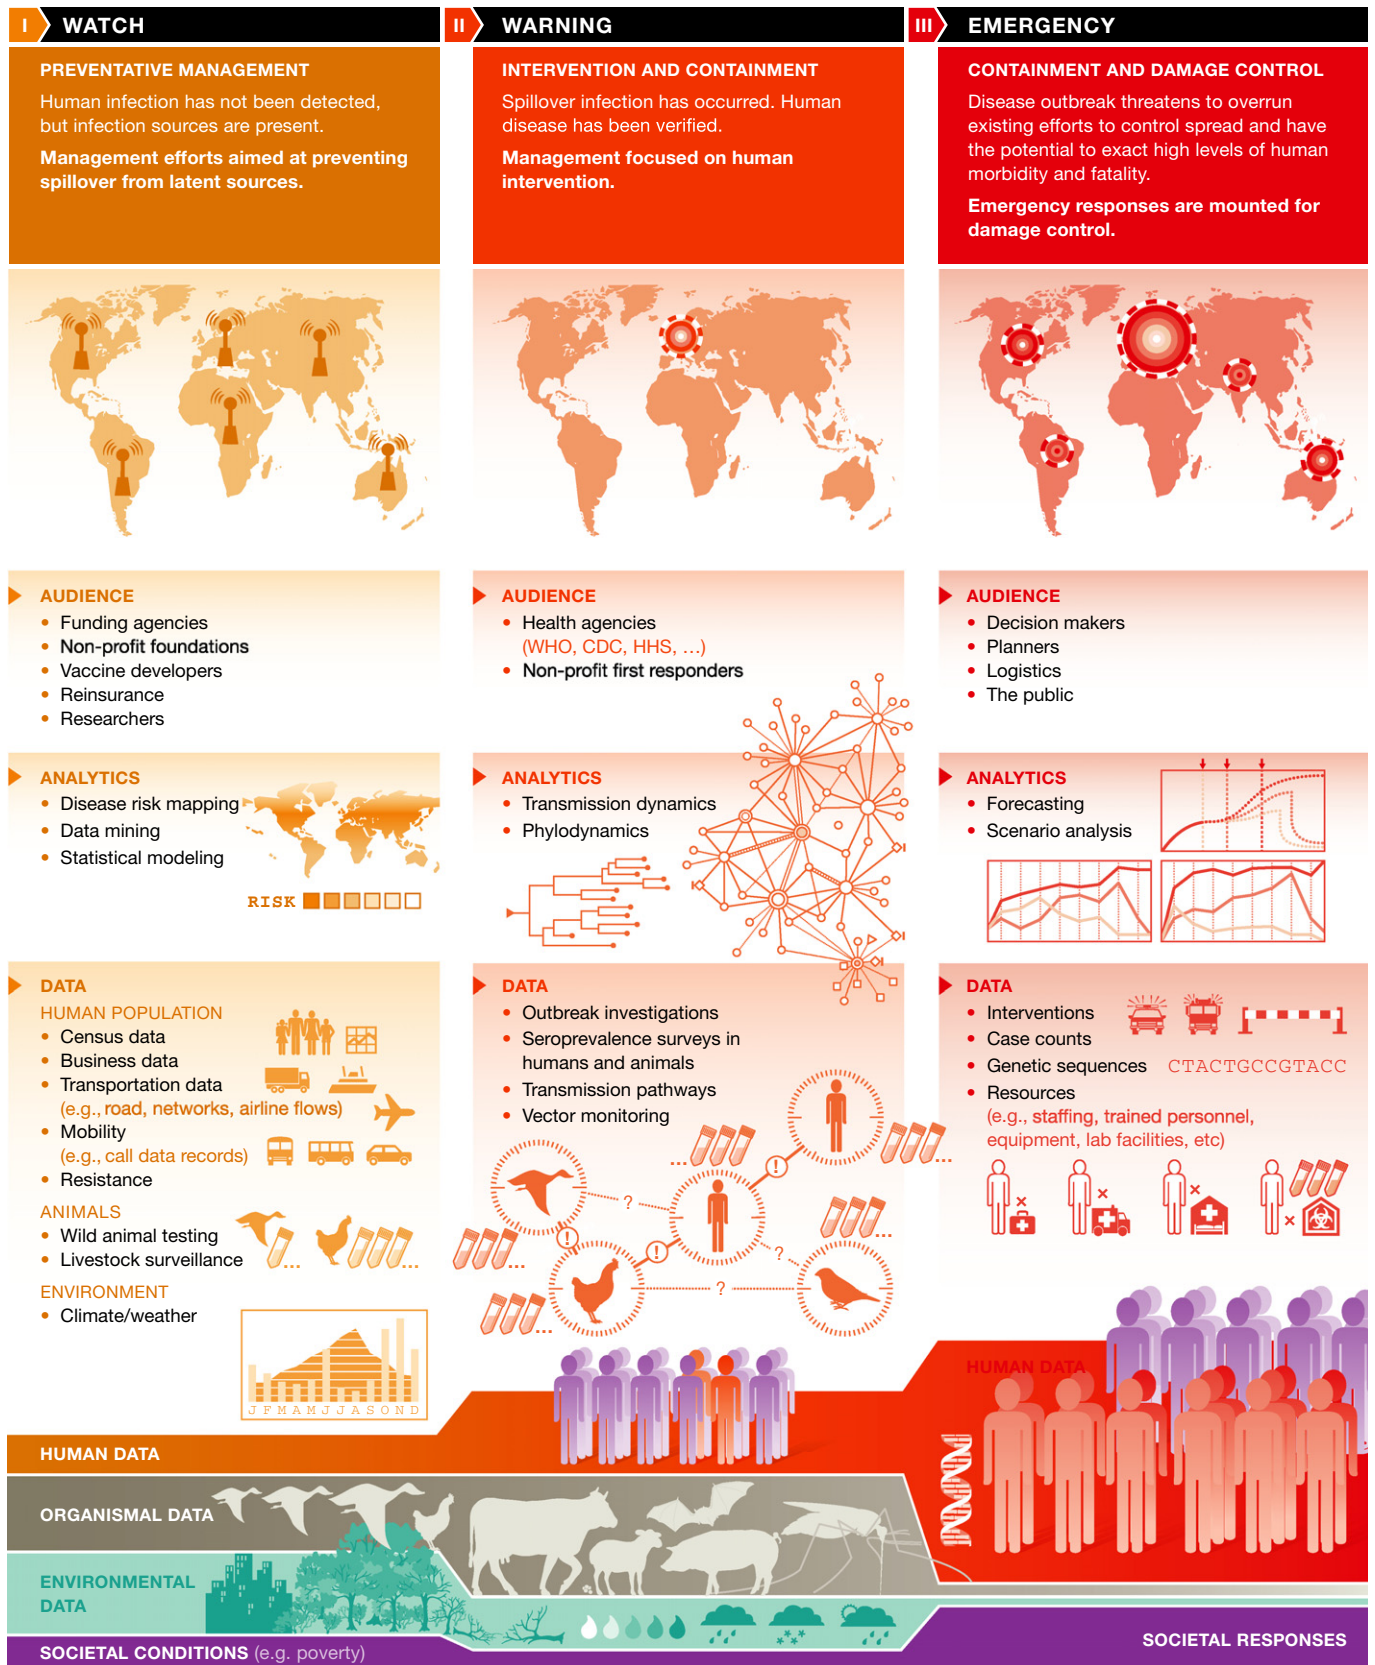 I WATCH
PREVENTATIVE MANAGEMENT
Human infection has not been detected,
but infection sources are present.
Management efforts aimed at preventing
spillover from latent sources.
II WARNING
INTERVENTION AND CONTAINMENT
Spillover infection has occurred. Human
disease has been verified.
Management focused on human
intervention.
III EMERGENCY
CONTAINMENT AND DAMAGE CONTROL
Disease outbreak threatens to overrun
existing efforts to control spread and have
the potential to exact high levels of human
morbidity and fatality.
Emergency responses are mounted for
damage control.
AUDIENCE
• Funding agencies
• Non-profit foundations
• Vaccine developers
• Reinsurance
• Researchers
AUDIENCE
• Health agencies
(WHO, CDC, HHS, ...)
• Non-profit first responders
AUDIENCE
• Decision makers
• Planners
• Logistics
• The public
ANALYTICS
• Disease risk mapping
• Data mining
• Statistical modeling
RISK
ANALYTICS
• Transmission dynamics
• Phylodynamics
ANALYTICS
• Forecasting
• Scenario analysis
DATA
HUMAN POPULATION
• Census data
• Business data
• Transportation data
(e.g., road, networks, airline flows)
• Mobility
(e.g., call data records)
• Resistance
ANIMALS
• Wild animal testing
...
• Livestock surveillance
...
ENVIRONMENT
• Climate/weather
J F M A M J J A S O N D
DATA
• Outbreak investigations
• Seroprevalence surveys in
humans and animals
• Transmission pathways
• Vector monitoring
...
!
...
?
...
!
!
?
...
?
...
DATA
• Interventions
• Case counts
• Genetic sequences CTACTGCCGTACC
• Resources
(e.g., staffing, trained personnel,
equipment, lab facilities, etc)
×
×
×
×
HUMAN DATA
HUMAN DATA
ORGANISMAL DATA
ENVIRONMENTAL
DATA
SOCIETAL CONDITIONS (e.g. poverty)
SOCIETAL RESPONSES